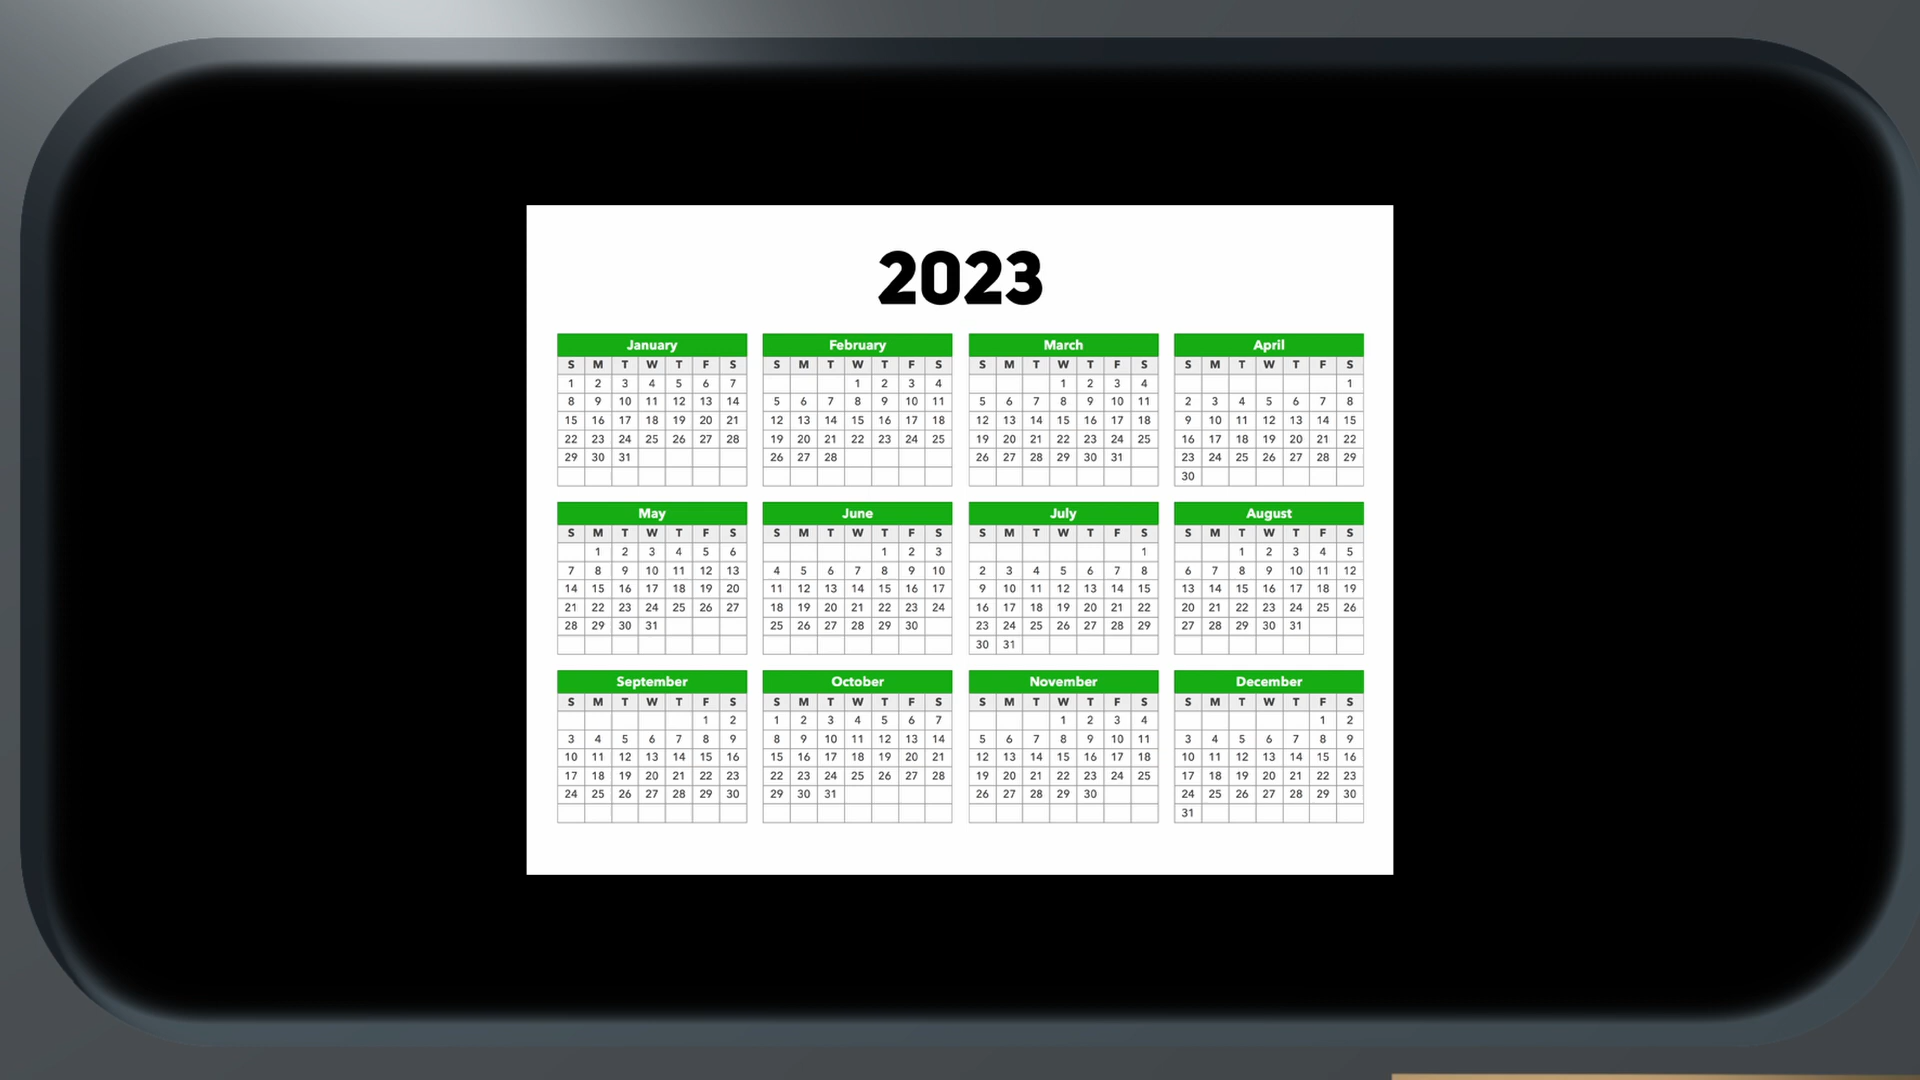 2023
January February March April
S M T W T F S S M T W T F S S M T W T F S S M T W T F S
1 2 3 4 5 6 7 1 2 3 4 1 2 3 4 1
8 9 10 11 12 13 14 5 6 7 8 9 10 11 5 6 7 8 9 10 11 2 3 4 5 6 7 8
15 16 17 18 19 20 21 12 13 14 15 16 17 18 12 13 14 15 16 17 18 9 10 11 12 13 14 15
22 23 24 25 26 27 28 19 20 21 22 23 24 25 19 20 21 22 23 24 25 16 17 18 19 20 21 22
29 30 31 26 27 28 26 27 28 29 30 31 23 24 25 26 27 28 29
30
May June July August
S M T W T F S S M T W T F S S M T W T F S S M T W T F S
1 2 3 4 5 6 1 2 3 1 1 2 3 4 5
7 8 9 10 11 12 13 4 5 6 7 8 9 10 2 3 4 5 6 7 8 6 7 8 9 10 11 12
14 15 16 17 18 19 20 11 12 13 14 15 16 17 9 10 11 12 13 14 15 13 14 15 16 17 18 19
21 22 23 24 25 26 27 18 19 20 21 22 23 24 16 17 18 19 20 21 22 20 21 22 23 24 25 26
28 29 30 31 25 26 27 28 29 30 23 24 25 26 27 28 29 27 28 29 30 31
30 31
September October November December
S M T W T F S S M T W T F S S M T W T F S S M T W T F S
1 2 1 2 3 4 5 6 7 1 2 3 4 1 2
3 4 5 6 7 8 9 8 9 10 11 12 13 14 5 6 7 8 9 10 11 3 4 5 6 7 8 9
10 11 12 13 14 15 16 15 16 17 18 19 20 21 12 13 14 15 16 17 18 10 11 12 13 14 15 16
17 18 19 20 21 22 23 22 23 24 25 26 27 28 19 20 21 22 23 24 25 17 18 19 20 21 22 23
24 25 26 27 28 29 30 29 30 31 26 27 28 29 30 24 25 26 27 28 29 30
31